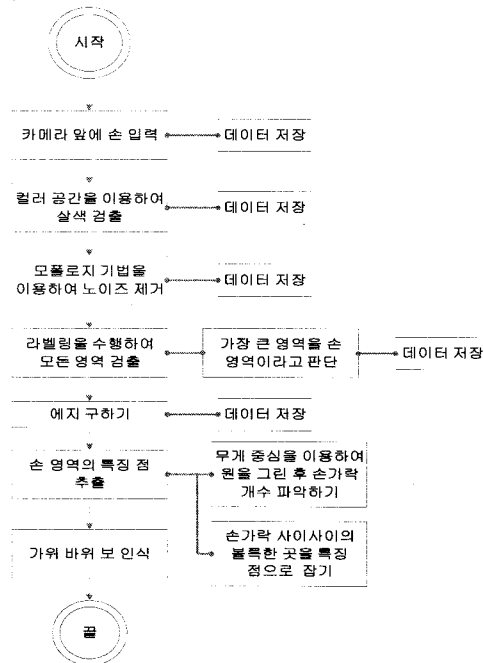 시작
카메라 앞에 손 입력
데이터 저장
컬러 공간을 이용하여
살색 검출
데이터 저장
모폴로지 기법을
이용하여 노이즈 제거
데이터 저장
라벨링을 수행하여
모든 영역 검출
가장 큰 영역을 손
영역이라고 판단
데이터 저장
에지 구하기
데이터 저장
손 영역의 특징 점
추출
무게 중심을 이용하여
원을 그린 후 손가락
개수 파악하기
손가락 사이사이의
볼록한 곳을 특징
점으로 잡기
가위 바위 보 인식
끝